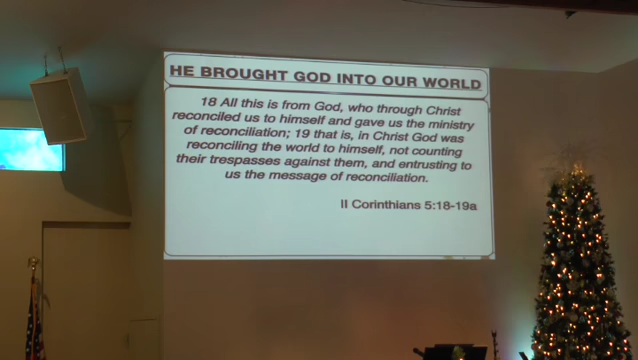 HE BROUGHT GOD INTO OUR WORLD
18 All this is from God, who through Christ
reconciled us to himself and gave us the ministry
of reconciliation; 19 that is, in Christ God was
reconciling the world to himself, not counting
their trespasses against them, and entrusting to
us the message of reconciliation.
II Corinthians 5:18-19a